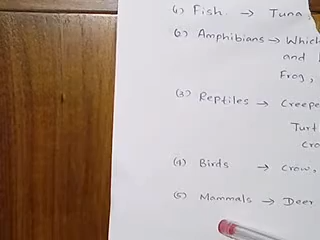 (1) Fish. → Tuna,
(2) Amphibians → Which
and
Frog,
(3) Reptiles → Creepe
Turt
cro
(4) Birds → Crow,
(5) Mammals → Deer